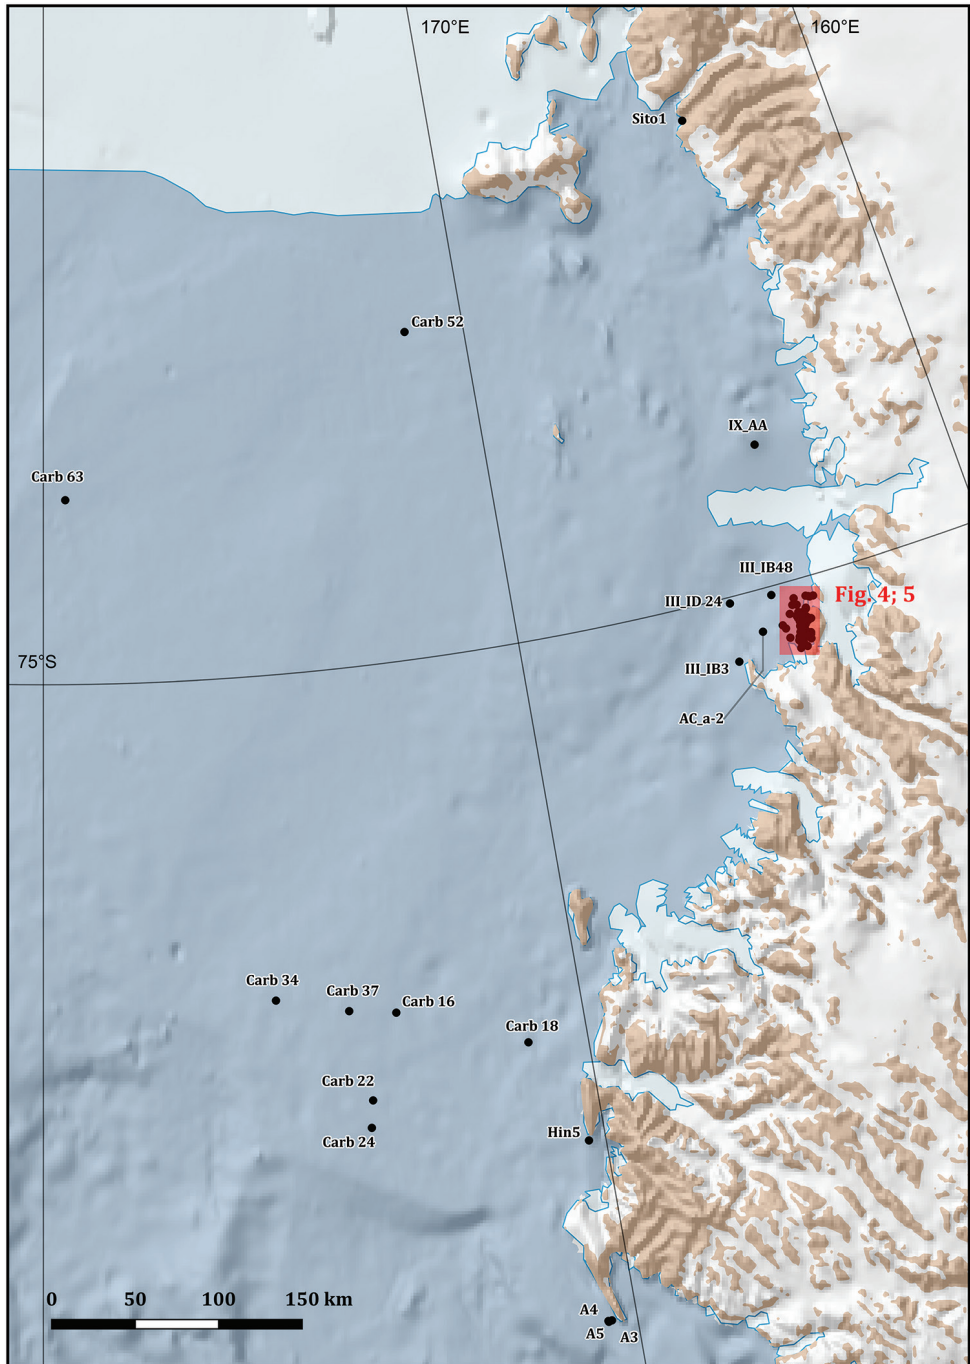 170°E
160°E
Sito1
Carb 52
IX_AA
Carb 63
III_IB48
Fig. 4; 5
III_ID 24
75°S
III_IB3
AC_a-2
Carb 34
Carb 37
Carb 16
Carb 18
Carb 22
Hin5
Carb 24
0 50 100 150 km
A4
A5 A3